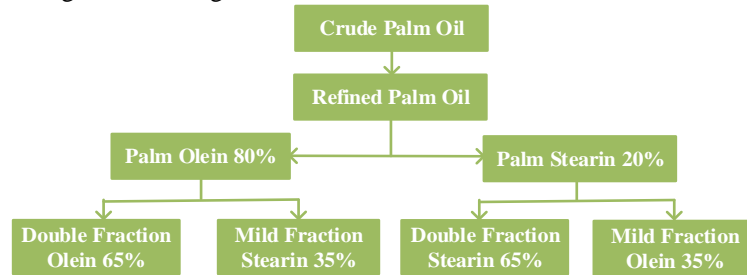 Crude Palm Oil
Refined Palm Oil
Palm Olein 80%
Palm Stearin 20%
Double Fraction
Olein 65%
Mild Fraction
Stearin 35%
Double Fraction
Stearin 65%
Mild Fraction
Olein 35%